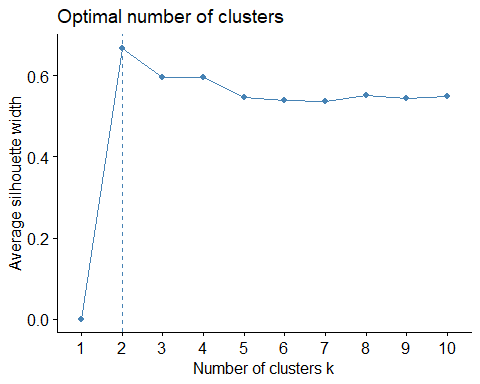 Optimal number of clusters
Average silhouette width
0.6
0.4
0.2
0.0
1 2 3 4 5 6 7 8 9 10
Number of clusters k